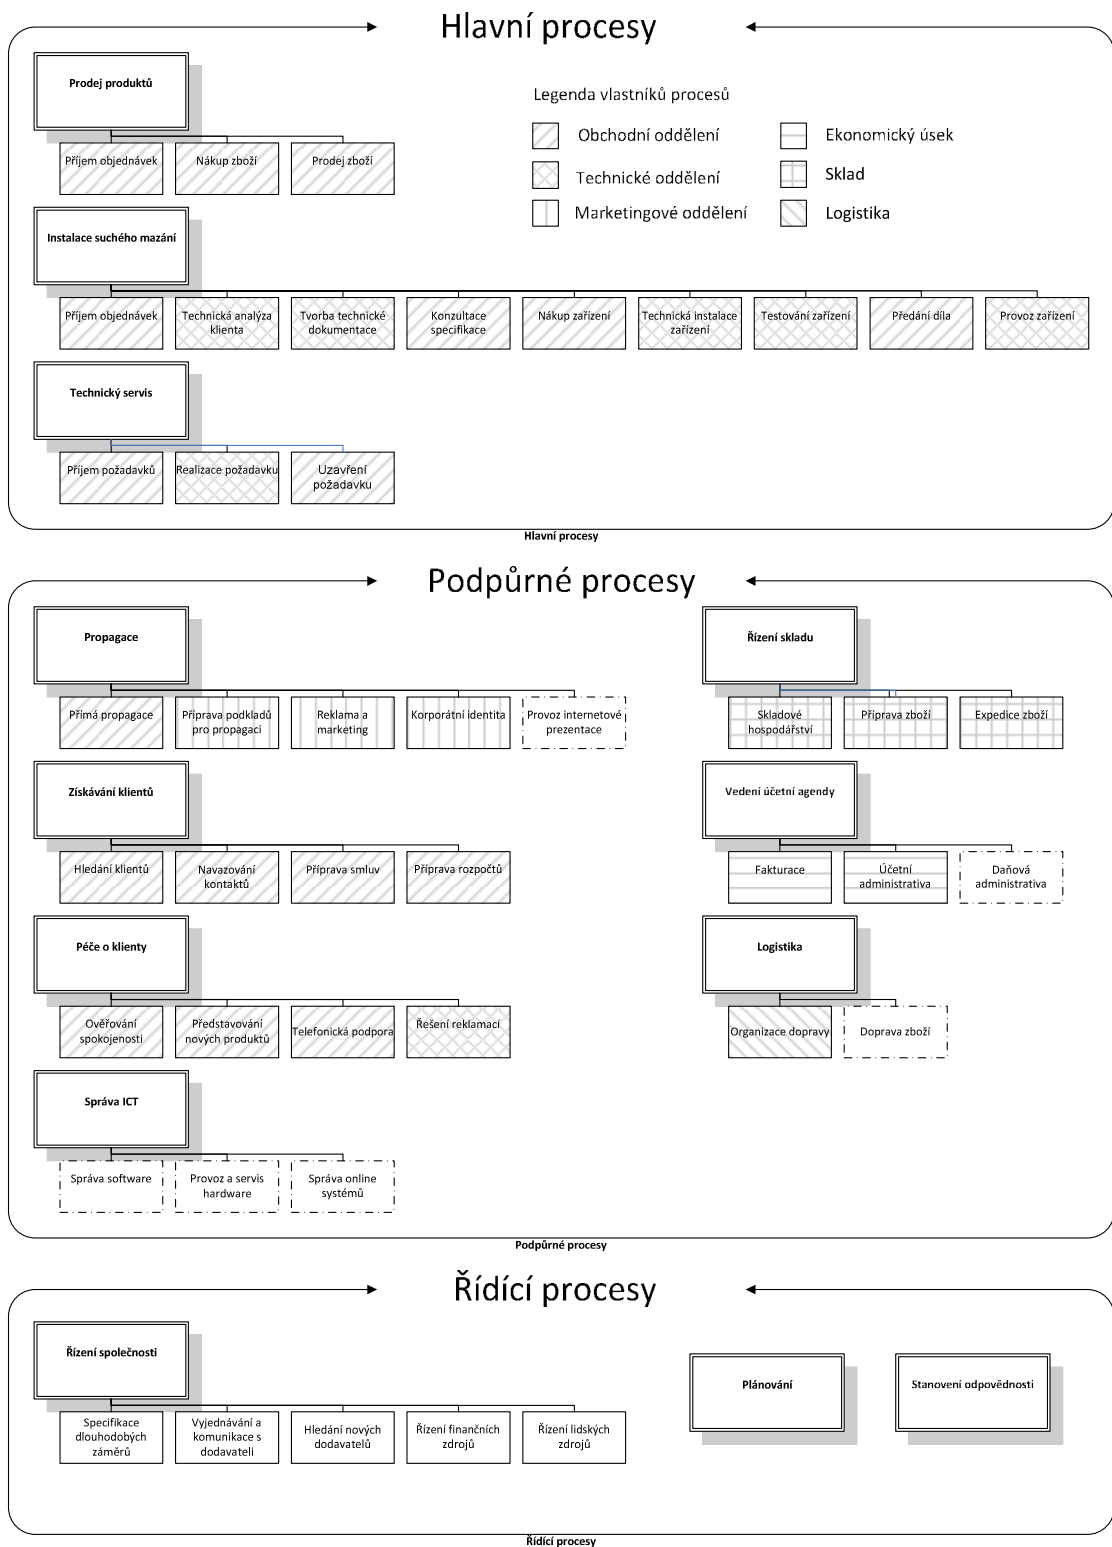 Hlavní procesy
Prodej produktů
Příjem objednávek
Nákup zboží
Prodej zboží
Legenda vlastníků procesů
Obchodní oddělení
Ekonomický úsek
Technické oddělení
Sklad
Marketingové oddělení
Logistika
Instalace suchého mazání
Příjem objednávek
Technická analýza
klienta
Tvorba technické
dokumentace
Konzultace
specifikace
Nákup zařízení
Technická instalace
zařízení
Testování zařízení
Předání díla
Provoz zařízení
Technický servis
Příjem požadavků
Realizace požadavku
Uzavření
požadavku
Hlavní procesy
Podpůrné procesy
Propagace
Přímá propagace
Příprava podkladů
pro propagaci
Reklama a
marketing
Korporátní identita
Provoz internetové
prezentace
Řízení skladu
Skladové
hospodářství
Příprava zboží
Expedice zboží
Získávání klientů
Hledání klientů
Navazování
kontaktů
Příprava smluv
Příprava rozpočtů
Vedení účetní agendy
Fakturace
Účetní
administrativa
Daňová
administrativa
Péče o klienty
Ověřování
spokojenosti
Představování
nových produktů
Telefonická podpora
Řešení reklamací
Logistika
Organizace dopravy
Doprava zboží
Správa ICT
Správa software
Provoz a servis
hardware
Správa online
systémů
Podpůrné procesy
Řídící procesy
Řízení společnosti
Specifikace
dlouhodobých
záměrů
Vyjednávání a
komunikace s
dodavateli
Hledání nových
dodavatelů
Řízení finančních
zdrojů
Řízení lidských
zdrojů
Plánování
Stanovení odpovědnosti
Řídící procesy